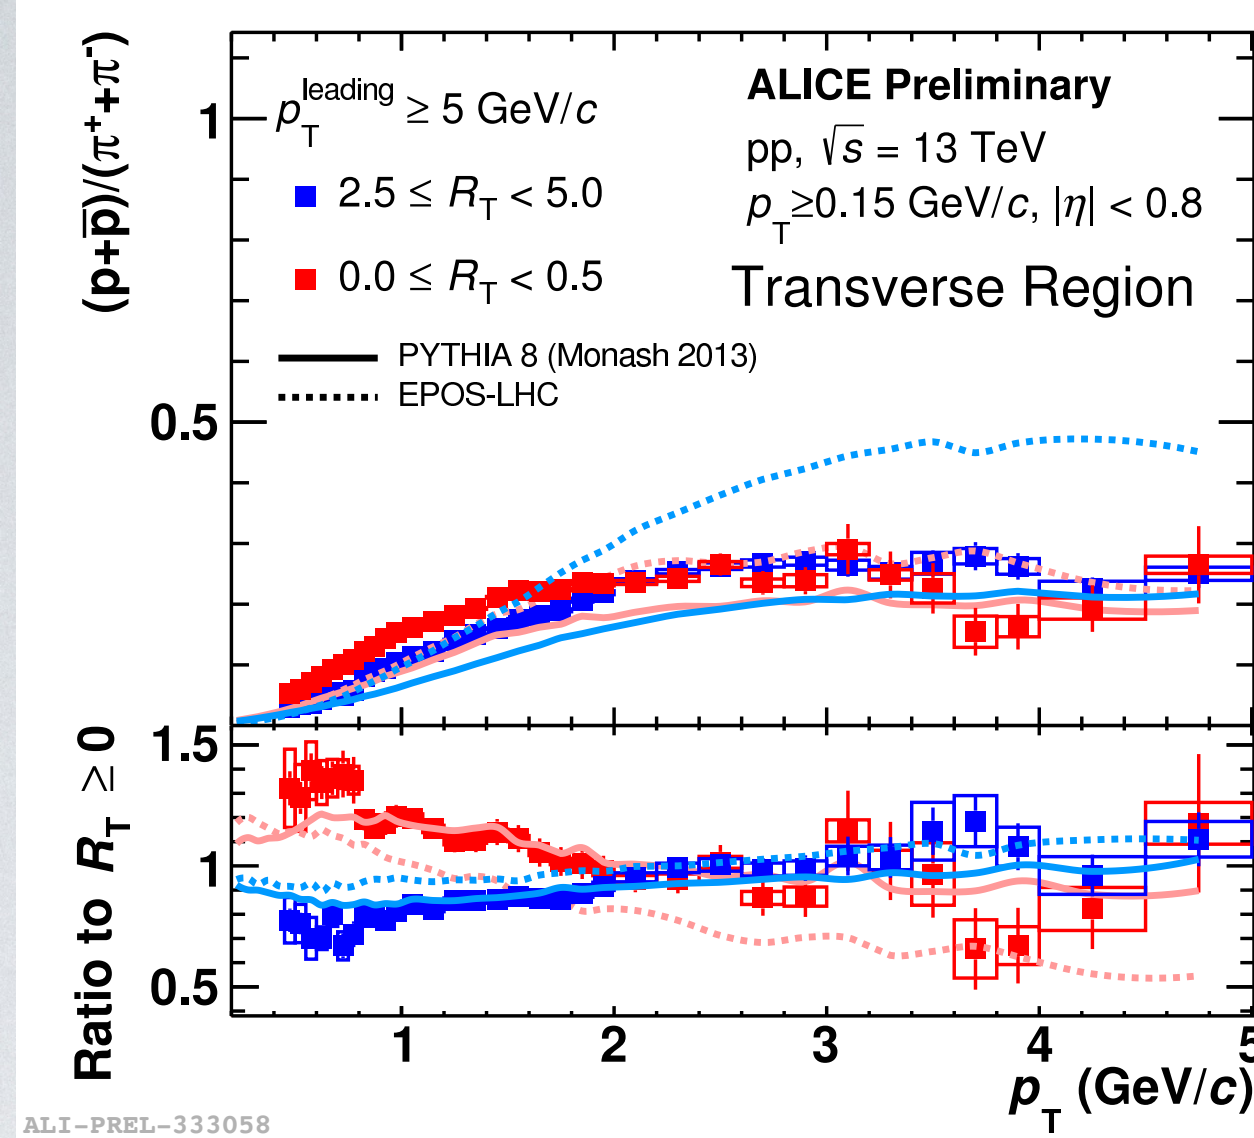 (p+p̅)/(π⁺+π⁻)
1
0.5
p_T^leading ≥ 5 GeV/c
2.5 ≤ R_T < 5.0
0.0 ≤ R_T < 0.5
PYTHIA 8 (Monash 2013)
EPOS-LHC
ALICE Preliminary
pp, √s = 13 TeV
p_T≥0.15 GeV/c, |η| < 0.8
Transverse Region
Ratio to R_T ≥ 0
1.5
1
0.5
1 2 3 4 5
p_T (GeV/c)
ALI-PREL-333058